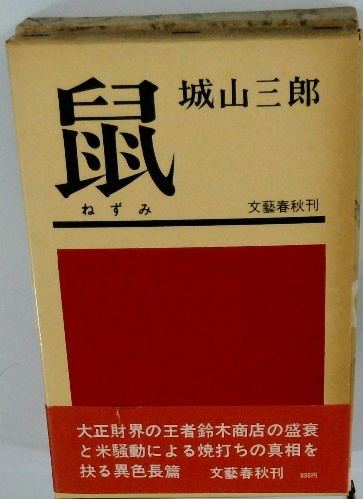 鼠
城山三郎
ねずみ
文藝春秋刊
大正財界の王者鈴木商店の盛衰
と米騒動による焼打ちの真相を
抉る異色長篇 文藝春秋刊